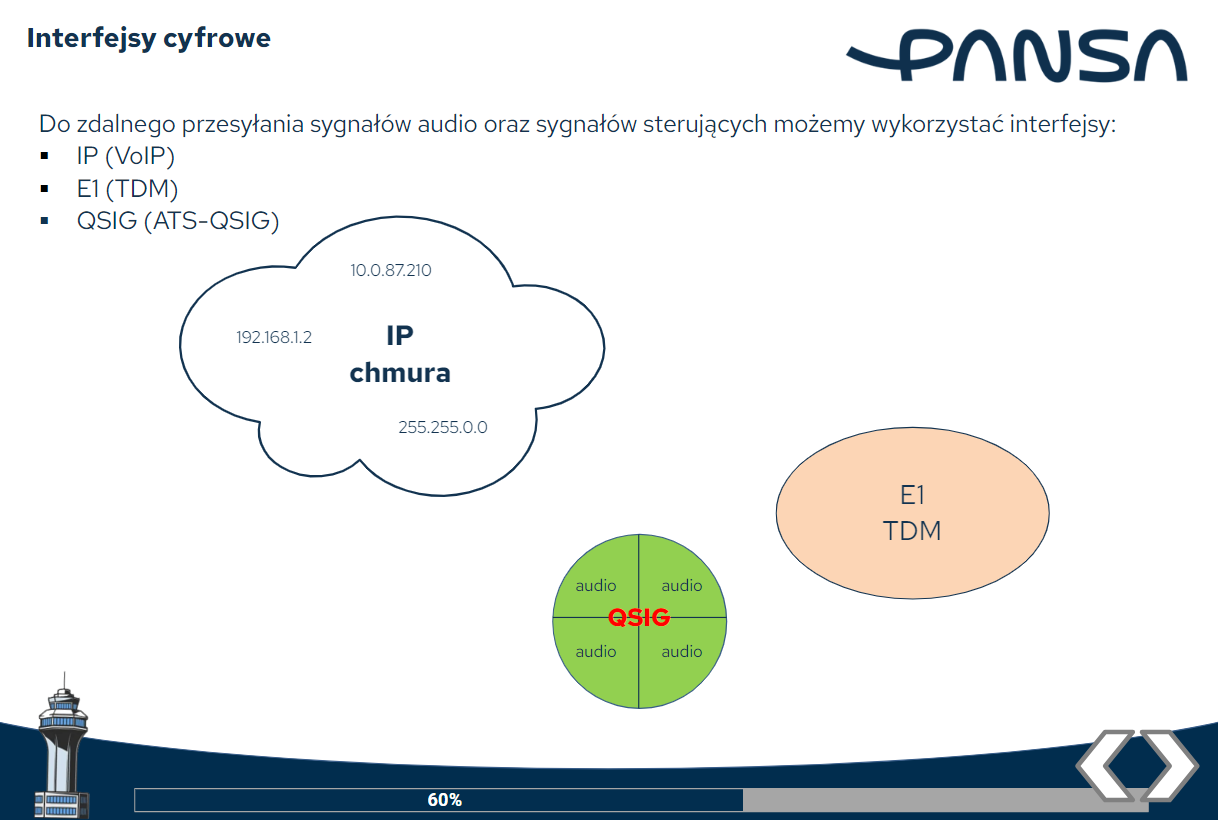 Interfejsy cyfrowe
PANSA
Do zdalnego przesyłania sygnałów audio oraz sygnałów sterujących możemy wykorzystać interfejsy:
▪ IP (VoIP)
▪ E1 (TDM)
▪ QSIG (ATS-QSIG)
10.0.87.210
192.168.1.2
IP
chmura
255.255.0.0
E1
TDM
audio audio
QSIG
audio audio
60%